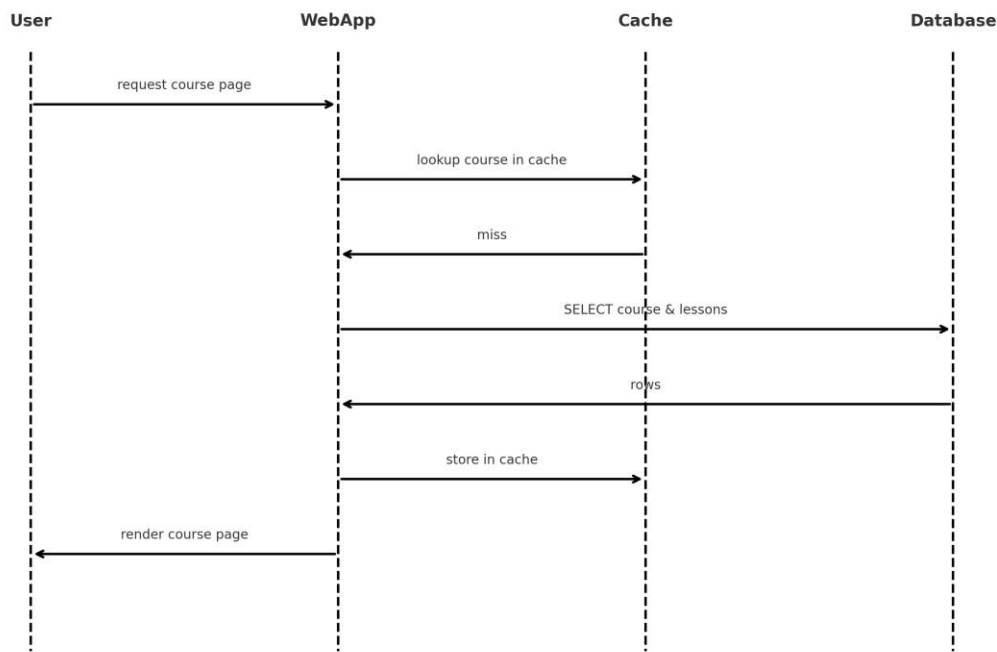 User
WebApp
Cache
Database
request course page
lookup course in cache
miss
SELECT course & lessons
rows
store in cache
render course page